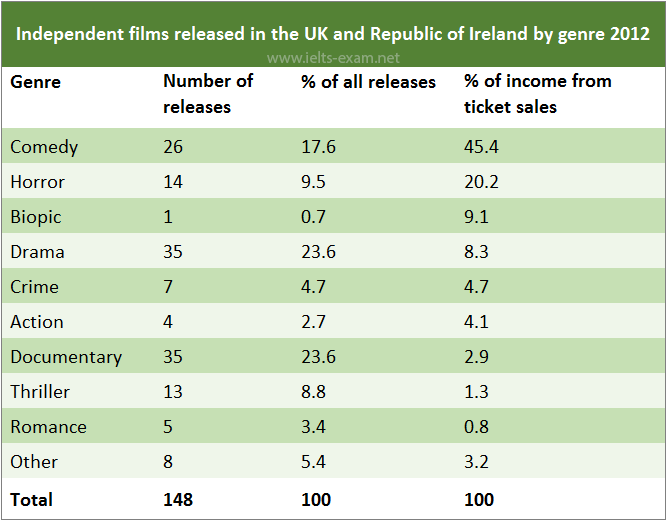 Independent films released in the UK and Republic of Ireland by genre 2012
www.ielts-exam.net
Genre Number of releases % of all releases % of income from ticket sales
Comedy 26 17.6 45.4
Horror 14 9.5 20.2
Biopic 1 0.7 9.1
Drama 35 23.6 8.3
Crime 7 4.7 4.7
Action 4 2.7 4.1
Documentary 35 23.6 2.9
Thriller 13 8.8 1.3
Romance 5 3.4 0.8
Other 8 5.4 3.2
Total 148 100 100